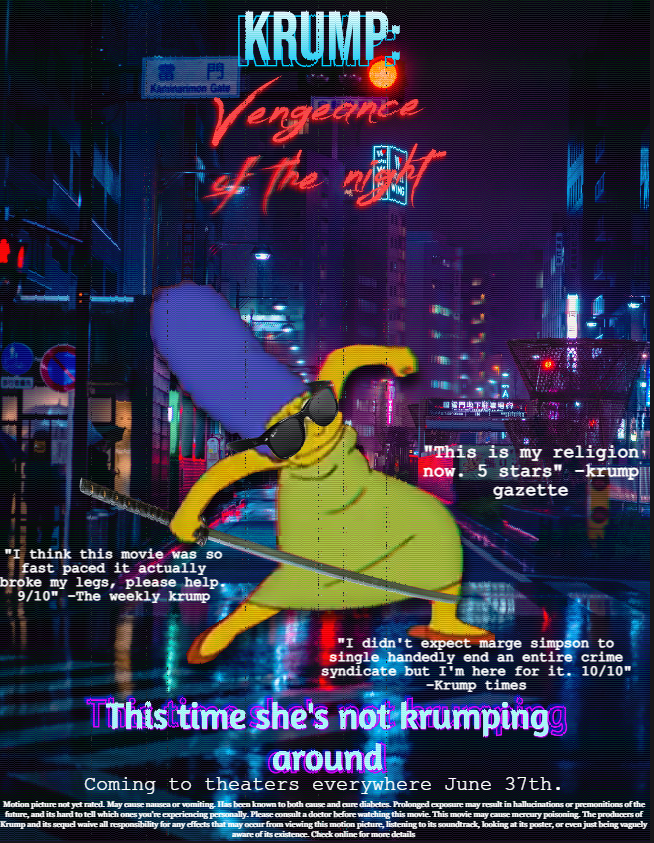 KRUMP:
雷 門
Kaminarimon Gate
Vengeance
of the night
"This is my religion
now. 5 stars" -krump
gazette
"I think this movie was so
fast paced it actually
broke my legs, please help.
9/10" -The weekly krump
"I didn't expect marge simpson to
single handedly end an entire crime
syndicate but I'm here for it. 10/10"
-Krump times
This time she's not krumping
around
Coming to theaters everywhere June 37th.
Motion picture not yet rated. May cause nausea or vomiting. Has been known to both cause and cure diabetes. Prolonged exposure may result in hallucinations or premonitions of the
future, and its hard to tell which ones you're experiencing personally. Please consult a doctor before watching this movie. This movie may cause mercury poisoning. The producers of
Krump and its sequel waive all responsibility for any effects that may occur from viewing this motion picture, listening to its soundtrack, looking at its poster, or even just being vaguely
aware of its existence. Check online for more details